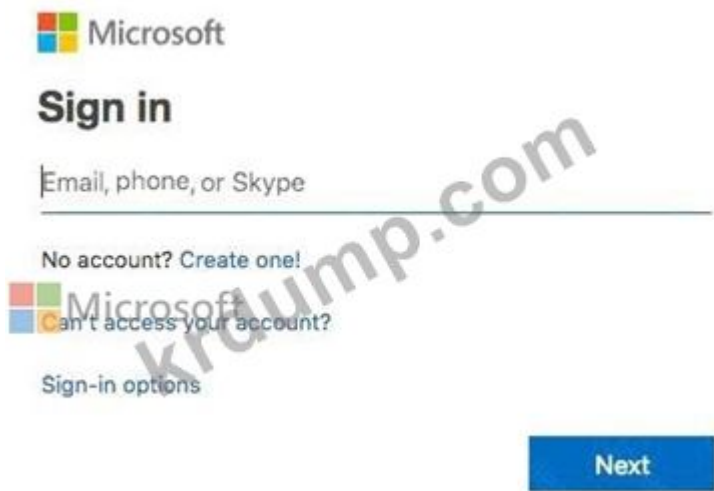 Microsoft
Sign in
Email, phone, or Skype
No account? Create one!
Microsoft
Can't access your account?
Sign-in options
Next
krdump.com